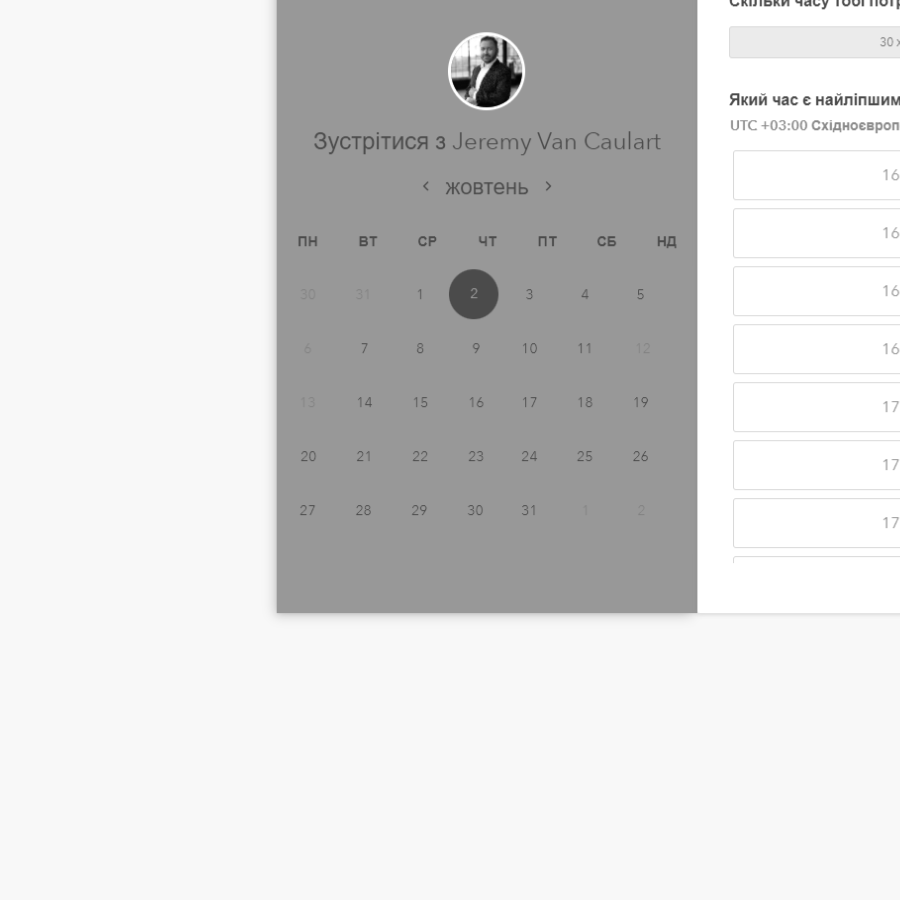 Зустрітися з Jeremy Van Caulart
жовтень
ПН ВТ СР ЧТ ПТ СБ НД
30 31 1 2 3 4 5
6 7 8 9 10 11 12
13 14 15 16 17 18 19
20 21 22 23 24 25 26
27 28 29 30 31 1 2
Скільки часу тобі
30
Який час є найліпшим
UTC +03:00
16
16
16
16
17
17
17